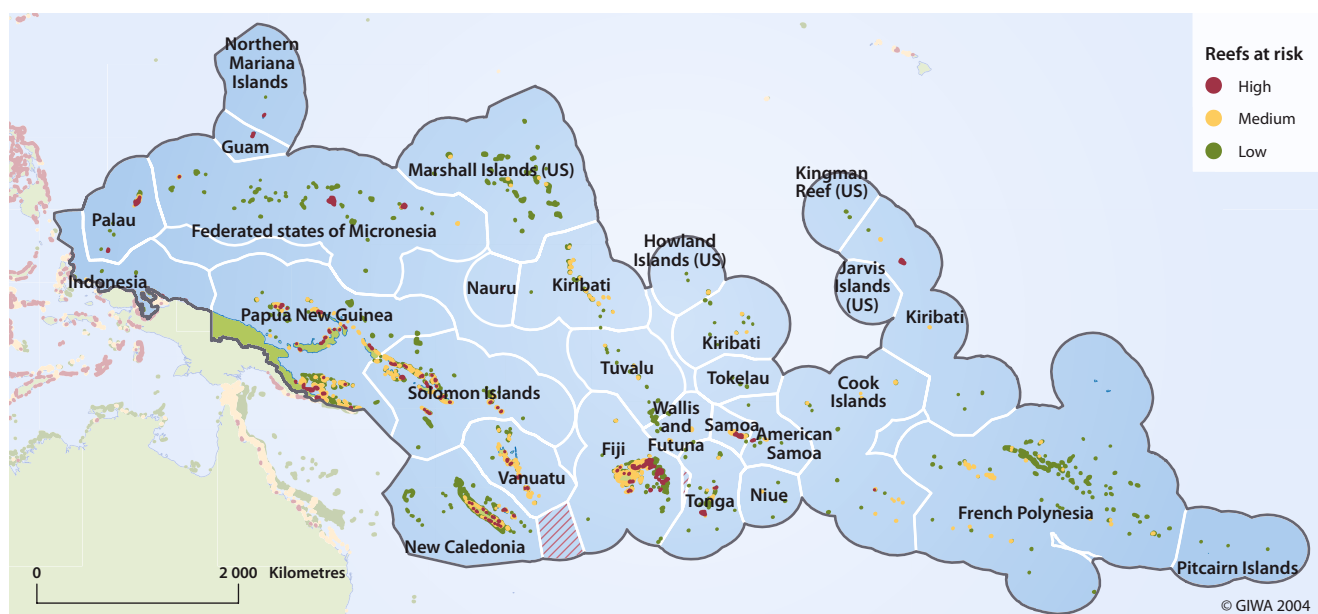 Northern
Mariana
Islands
Guam
Palau
Indonesia
Federated states of Micronesia
Marshall Islands (US)
Nauru
Kiribati
Howland
Islands (US)
Kingman
Reef (US)
Jarvis
Islands
(US)
Kiribati
Papua New Guinea
Solomon Islands
Tuvalu
Kiribati
Tokelau
Cook
Islands
Wallis
and
Futuna
Samoa
American
Samoa
Fiji
Vanuatu
Tonga
Niue
New Caledonia
French Polynesia
Pitcairn Islands
Reefs at risk
High
Medium
Low
0 2 000 Kilometres
© GIWA 2004